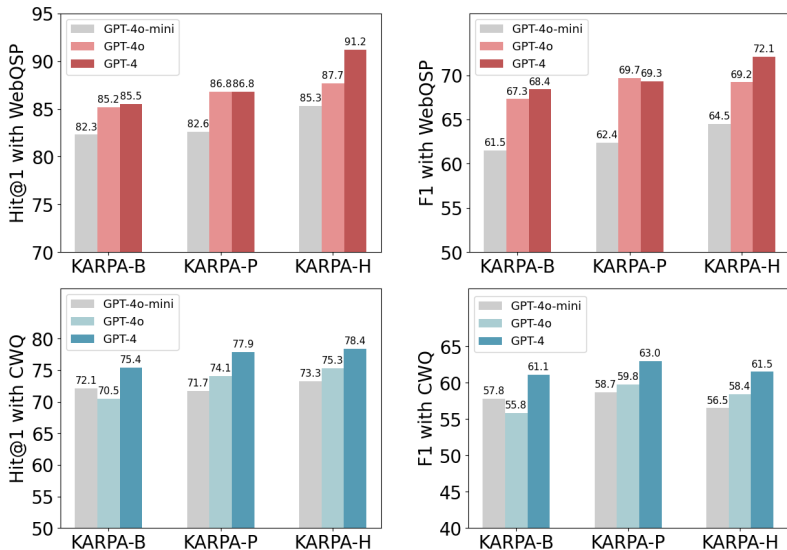 Hit@1 with WebQSP
95
90
85
80
75
70
GPT-4o-mini
GPT-4o
GPT-4
82.3
85.2
85.5
82.6
86.8
86.8
85.3
87.7
91.2
KARPA-B
KARPA-P
KARPA-H
F1 with WebQSP
70
65
60
55
50
GPT-4o-mini
GPT-4o
GPT-4
61.5
67.3
68.4
62.4
69.7
69.3
64.5
69.2
72.1
KARPA-B
KARPA-P
KARPA-H
Hit@1 with CWQ
80
75
70
65
60
55
50
GPT-4o-mini
GPT-4o
GPT-4
72.1
70.5
75.4
71.7
74.1
77.9
73.3
75.3
78.4
KARPA-B
KARPA-P
KARPA-H
F1 with CWQ
65
60
55
50
45
40
GPT-4o-mini
GPT-4o
GPT-4
57.8
55.8
61.1
58.7
59.8
63.0
56.5
58.4
61.5
KARPA-B
KARPA-P
KARPA-H